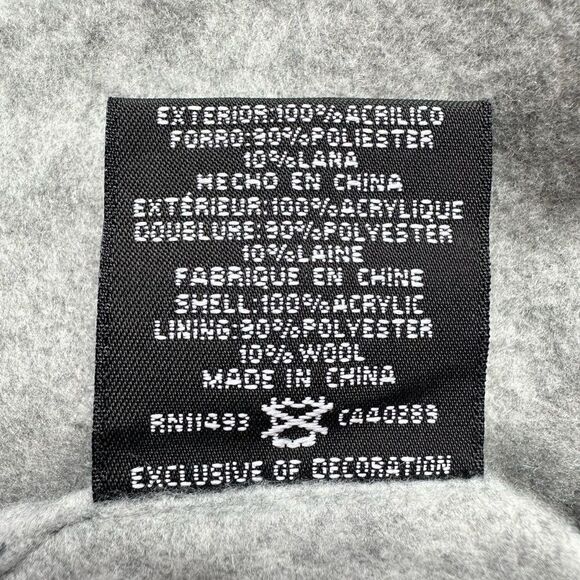 EXTERIOR:100%ACRILICO
FORRO:90%POLIESTER
10%LANA
HECHO EN CHINA
EXTÉRIEUR:100%ACRYLIQUE
DOUBLURE:90%POLYESTER
10%LAINE
FABRIQUE EN CHINE
SHELL:100%ACRYLIC
LINING:90%POLYESTER
10% WOOL
MADE IN CHINA
RN11493 CA40289
EXCLUSIVE OF DECORATION